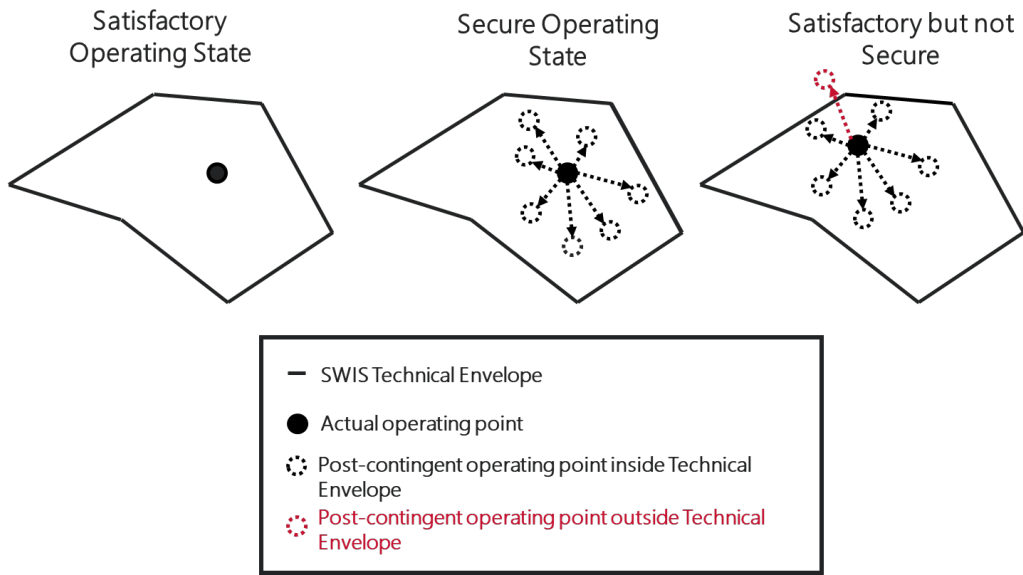 Satisfactory
Operating State
Secure Operating
State
Satisfactory but not
Secure
SWIS Technical Envelope
Actual operating point
Post-contingent operating point inside Technical
Envelope
Post-contingent operating point outside Technical
Envelope